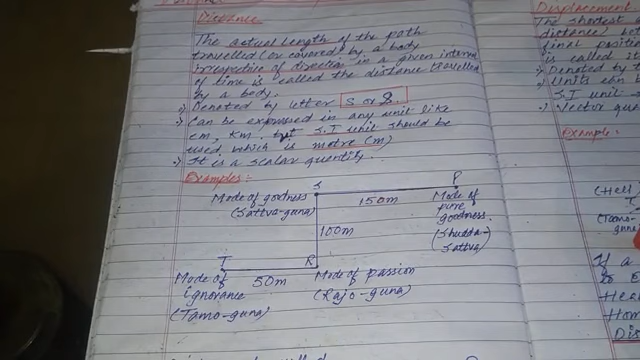 Distance
The actual length of the path
travelled (or covered) by a body
irrespective of direction in a given interval
of time is called the distance travelled
by a body.
Denoted by letter S or
Can be expressed in any unit like
cm, km, but S.I unit should be
used which is metre (m)
It is a scalar quantity.
Examples:
S
P
Mode of goodness
(Sattva-guna)
150m
Mode of
pure
goodness.
(Shudda-
Sattva)
100m
T
R
Mode of
ignorance
(Tamo-guna)
50m
Mode of passion
(Rajo-guna)
Displacement
The shortest
distance
final
is called
Denoted
Units
S.I unit
Vector
Example:
(Hell
T
(Tamo-
guna)
If a
to
Hom
Dis